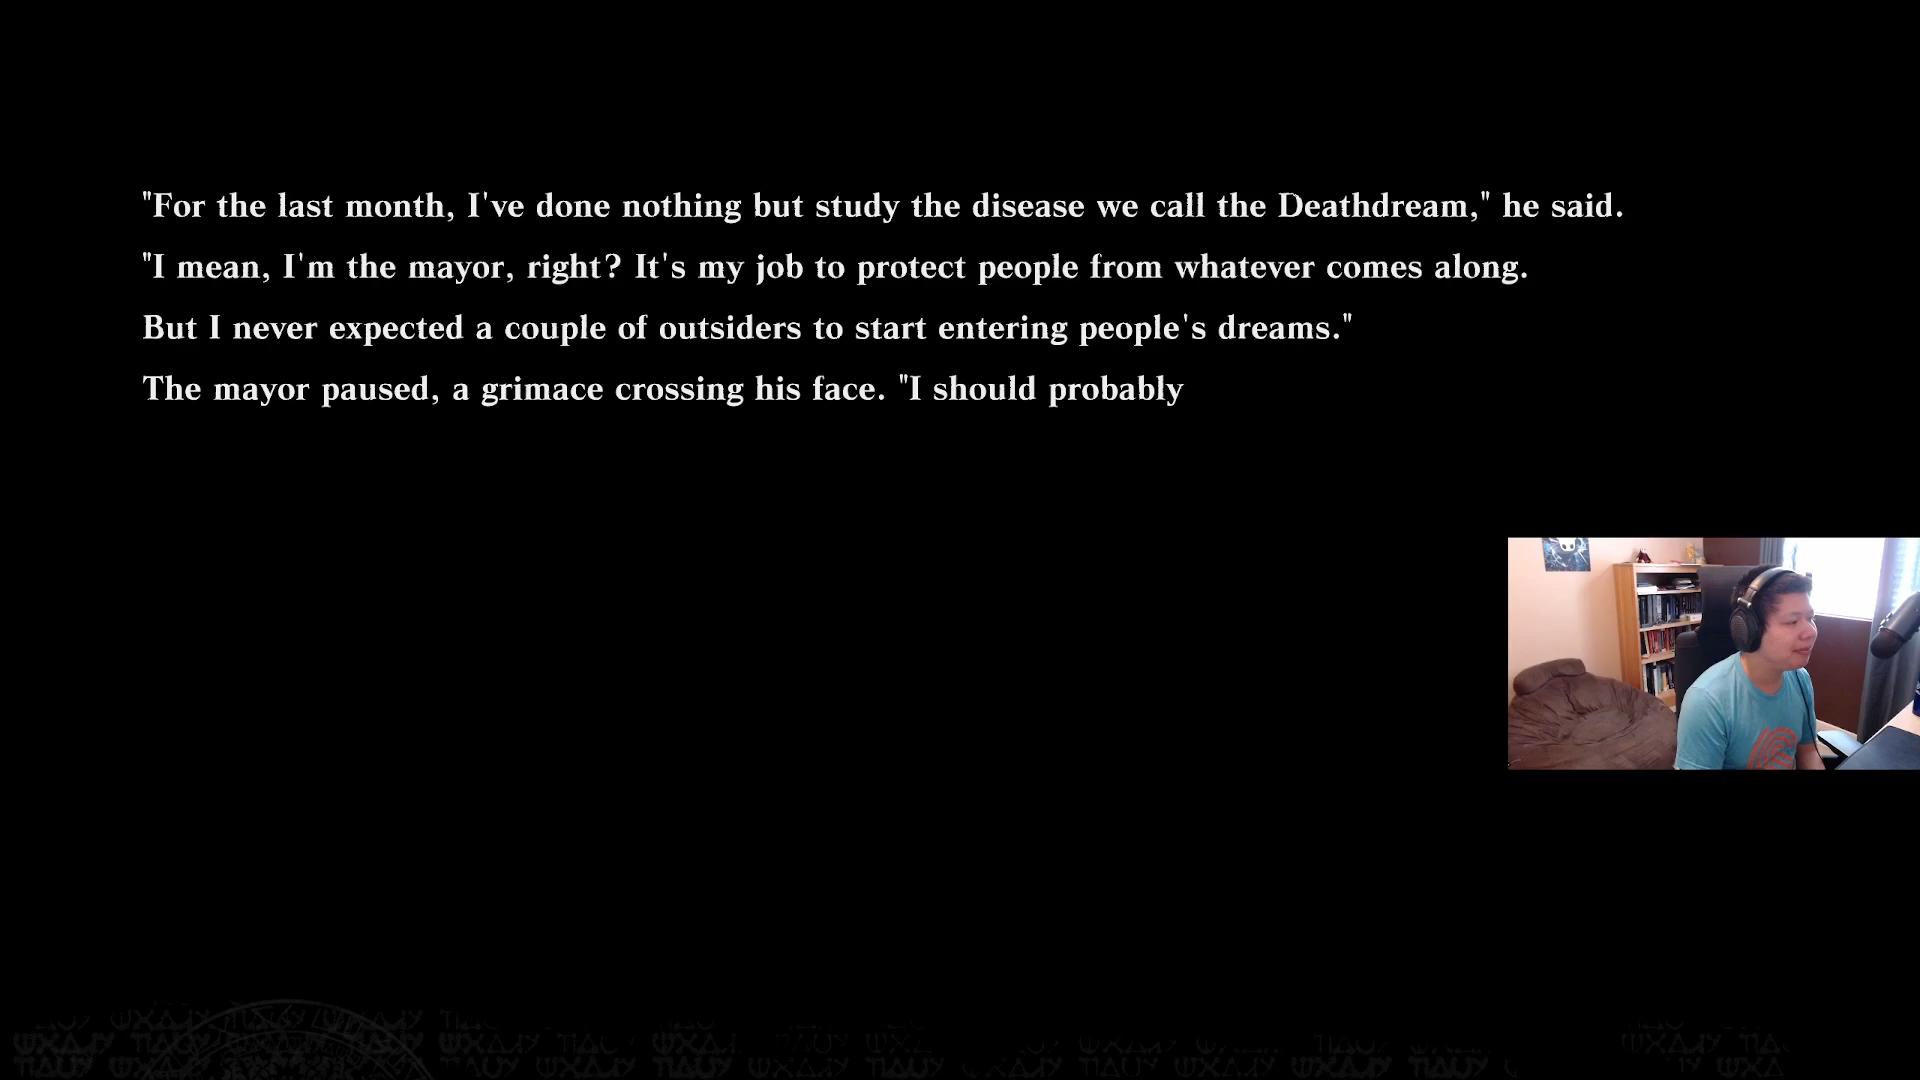 "For the last month, I've done nothing but study the disease we call the Deathdream," he said.
"I mean, I'm the mayor, right? It's my job to protect people from whatever comes along.
But I never expected a couple of outsiders to start entering people's dreams."
The mayor paused, a grimace crossing his face. "I should probably